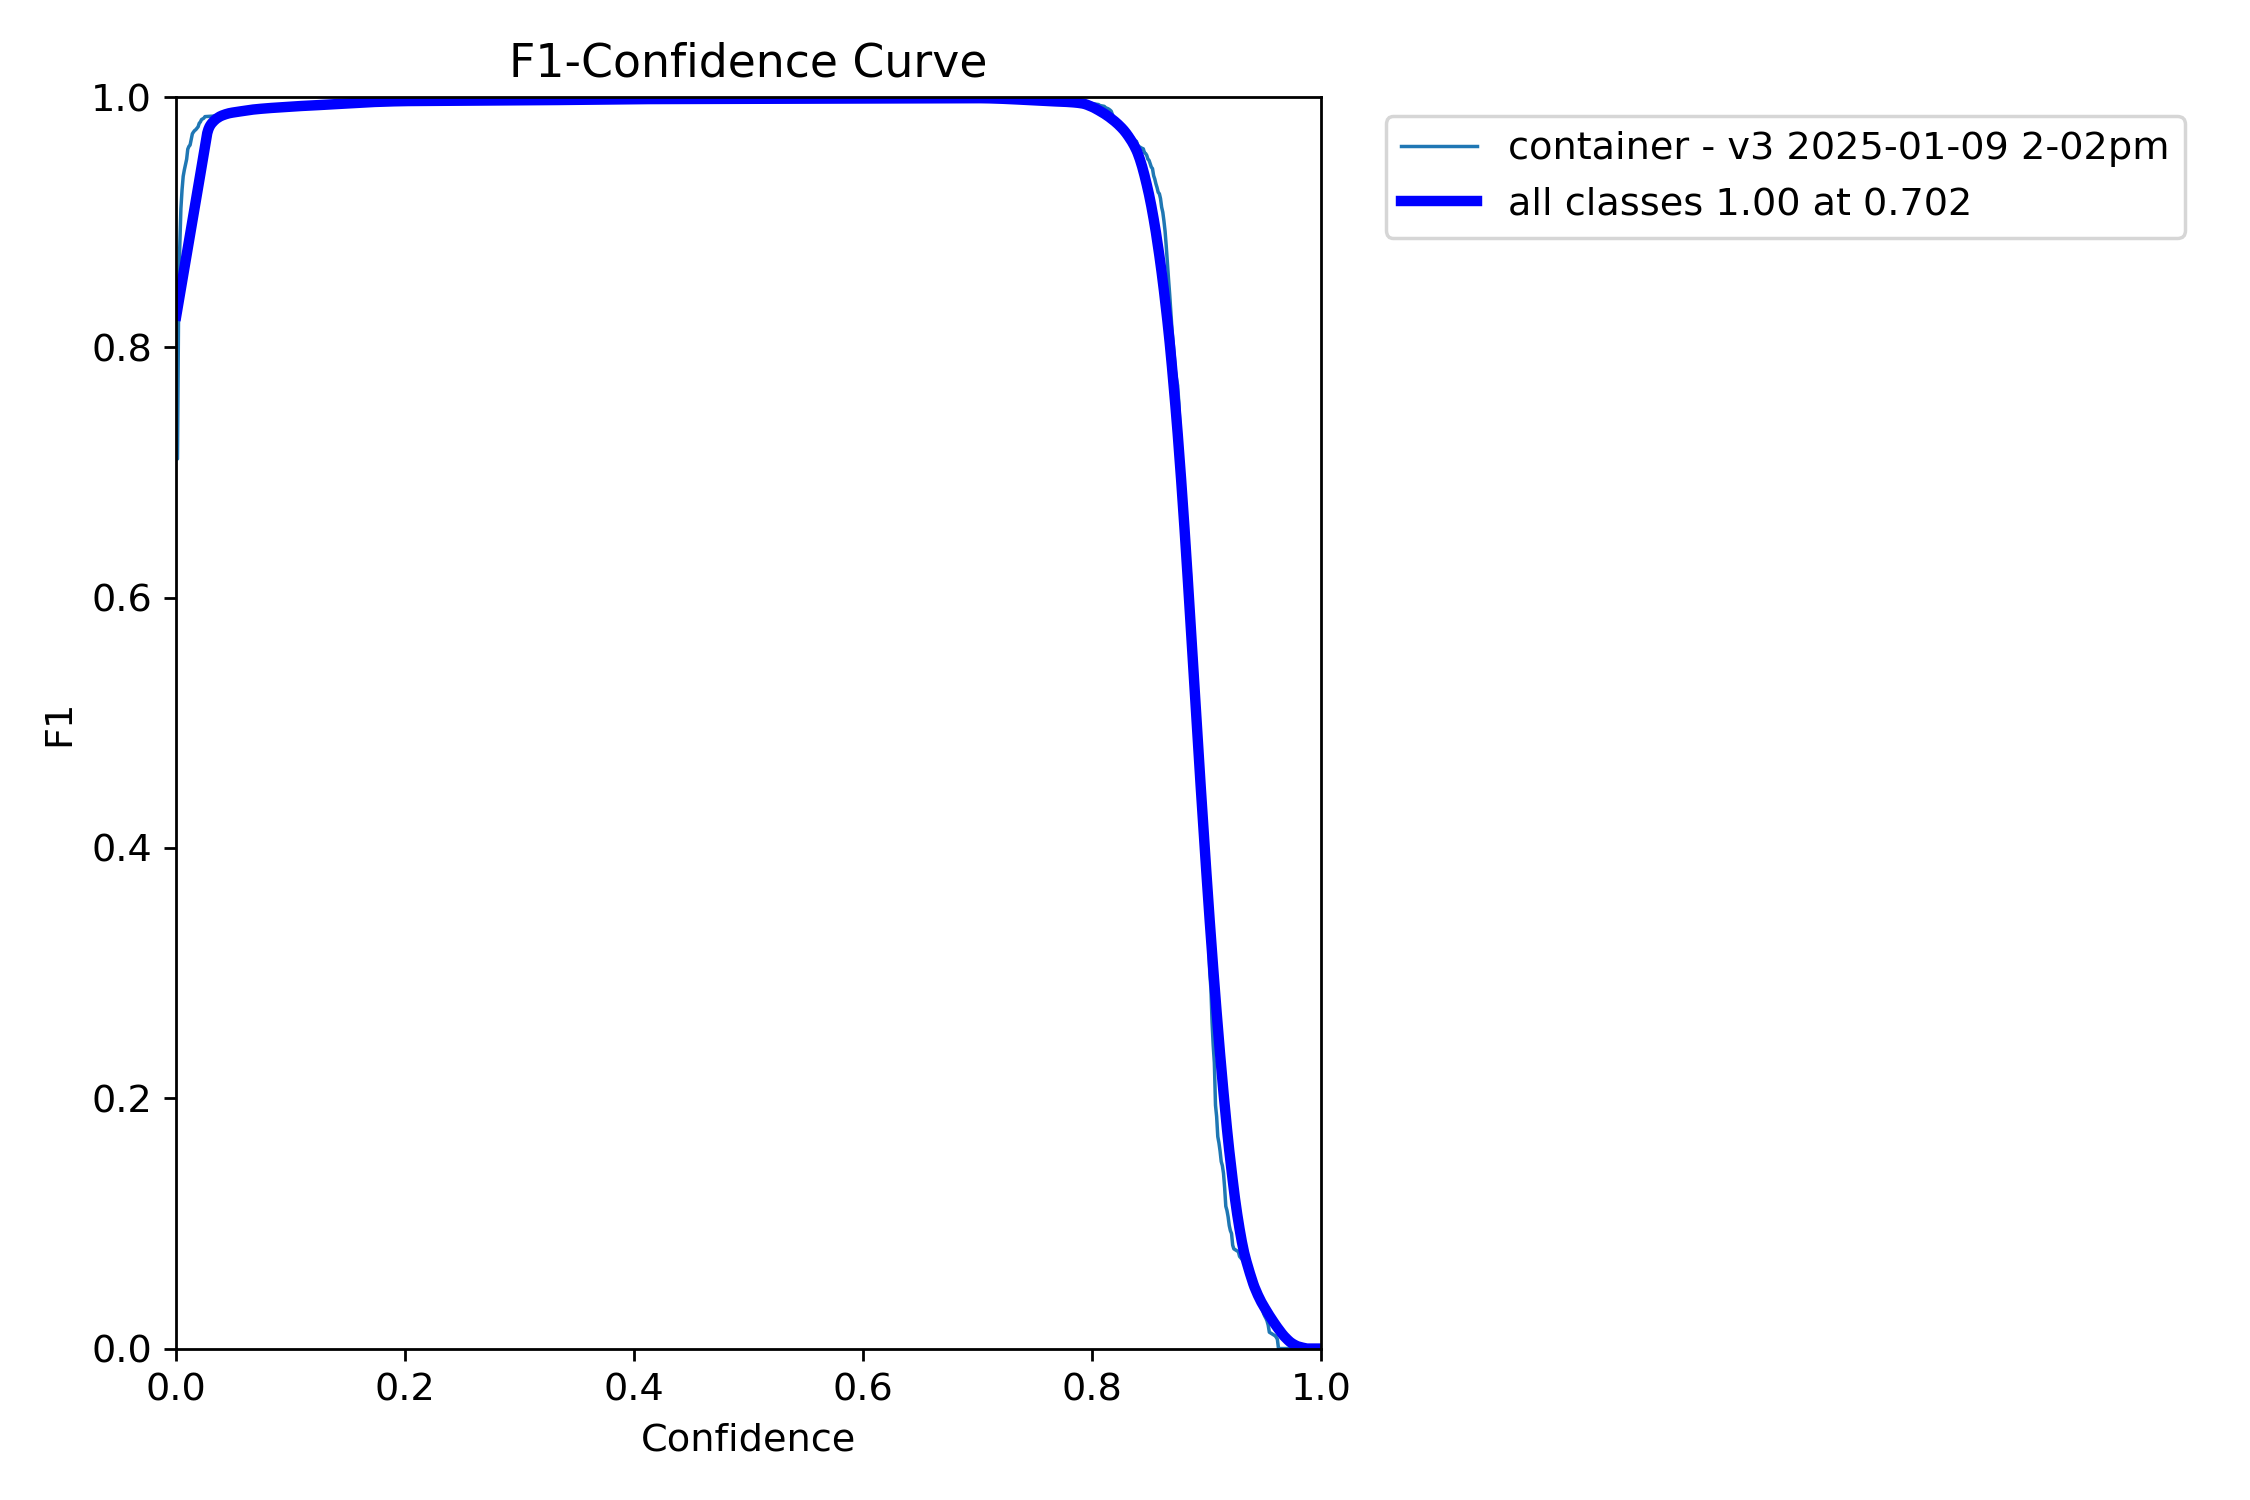 F1-Confidence Curve
container - v3 2025-01-09 2-02pm
all classes 1.00 at 0.702
F1
1.0
0.8
0.6
0.4
0.2
0.0
0.0 0.2 0.4 0.6 0.8 1.0
Confidence